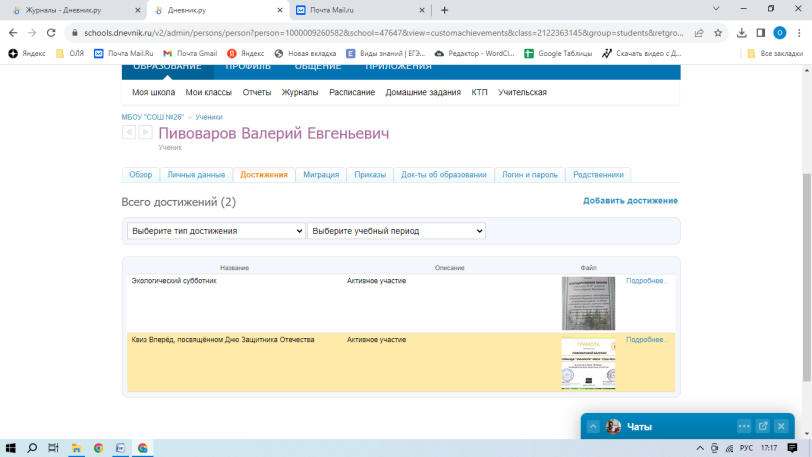 Журналы - Дневник.ру
Дневник.ру
Почта Mail.ru
schools.dnevnik.ru/v2/admin/persons/person?person=1000009260582&school=47647&view=customachievements&class=2122363145&group=students&retgro...
Яндекс
ОЛЯ
Почта Mail.Ru
Почта Gmail
Яндекс
Новая вкладка
Виды знаний | ЕГЭ...
Редактор - WordCl...
Google Таблицы
Скачать видео с Д...
Все закладки
ОБРАЗОВАНИЕ ПРОФИЛЬ ОБЩЕНИЕ ПРИЛОЖЕНИЯ
Моя школа Мои классы Отчеты Журналы Расписание Домашние задания КТП Учительская
МБОУ "СОШ №26" » Ученики
Пивоваров Валерий Евгеньевич
Ученик
Обзор Личные данные Достижения Миграция Приказы Док-ты об образовании Логин и пароль Родственники
Всего достижений (2)
Добавить достижение
Выберите тип достижения Выберите учебный период
Название Описание Файл
Экологический субботник Активное участие Подробнее...
Квиз Вперёд, посвящённом Дню Защитника Отечества Активное участие Подробнее...
ГРАМОТА
Чаты
РУС 17:17